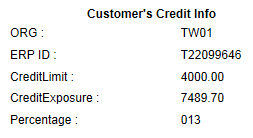 Customer's Credit Info
ORG : TW01
ERP ID : T22099646
CreditLimit : 4000.00
CreditExposure : 7489.70
Percentage : 013